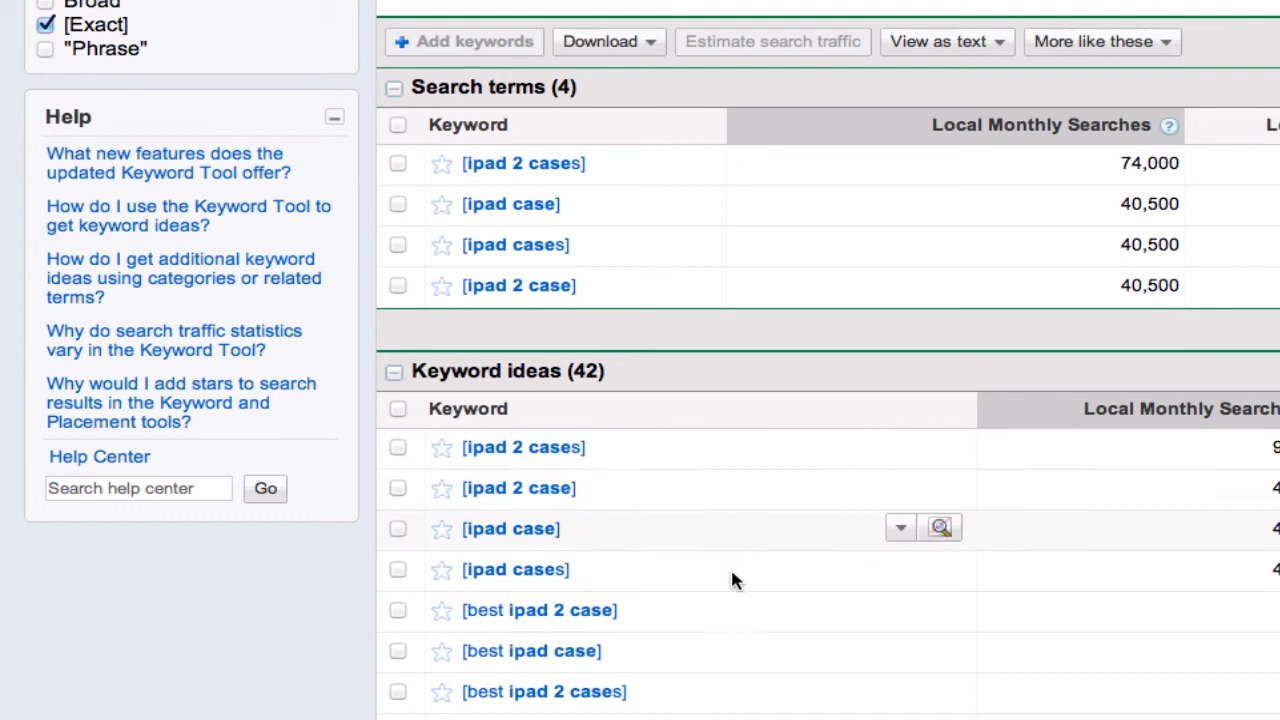 Broad
[Exact]
"Phrase"
Help
What new features does the
updated Keyword Tool offer?
How do I use the Keyword Tool to
get keyword ideas?
How do I get additional keyword
ideas using categories or related
terms?
Why do search traffic statistics
vary in the Keyword Tool?
Why would I add stars to search
results in the Keyword and
Placement tools?
Help Center
Search help center
Go
+ Add keywords
Download
Estimate search traffic
View as text
More like these
Search terms (4)
Keyword Local Monthly Searches ?
[ipad 2 cases] 74,000
[ipad case] 40,500
[ipad cases] 40,500
[ipad 2 case] 40,500
Keyword ideas (42)
Keyword Local Monthly Search
[ipad 2 cases]
[ipad 2 case]
[ipad case]
[ipad cases]
[best ipad 2 case]
[best ipad case]
[best ipad 2 cases]